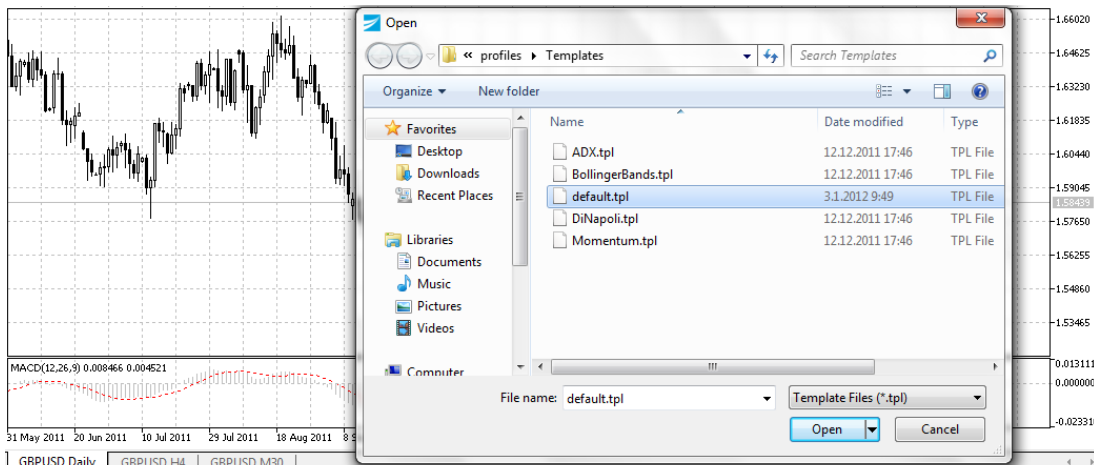 Open
1.66020
1.64625
« profiles ▸ Templates
Search Templates
1.63230
Organize
New folder
1.61835
Favorites
Name
Date modified
Type
Desktop
ADX.tpl
12.12.2011 17:46
TPL File
1.60440
Downloads
BollingerBands.tpl
12.12.2011 17:46
TPL File
Recent Places
default.tpl
3.1.2012 9:49
TPL File
1.59045
1.58439
DiNapoli.tpl
12.12.2011 17:46
TPL File
1.57650
Libraries
Momentum.tpl
12.12.2011 17:46
TPL File
1.56255
Documents
Music
1.54860
Pictures
Videos
1.53465
MACD(12,26,9) 0.008466 0.004521
Computer
0.013111
0.000000
File name:
default.tpl
Template Files (*.tpl)
Open
Cancel
-0.02331
31 May 2011
20 Jun 2011
10 Jul 2011
29 Jul 2011
18 Aug 2011
8 S
GBPUSD Daily
GBPUSD H4
GBPUSD M30